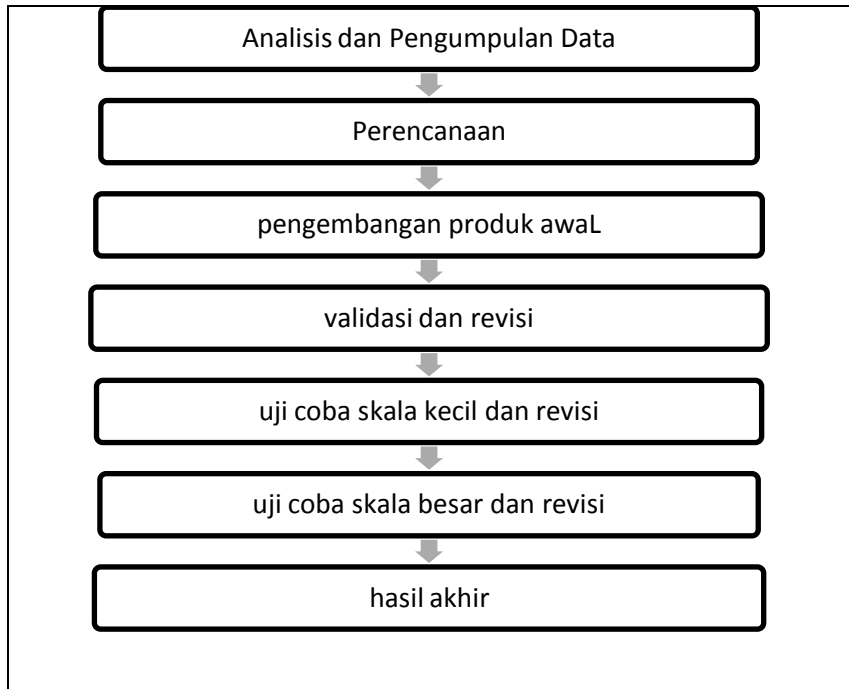 Analisis dan Pengumpulan Data
Perencanaan
pengembangan produk awaL
validasi dan revisi
uji coba skala kecil dan revisi
uji coba skala besar dan revisi
hasil akhir